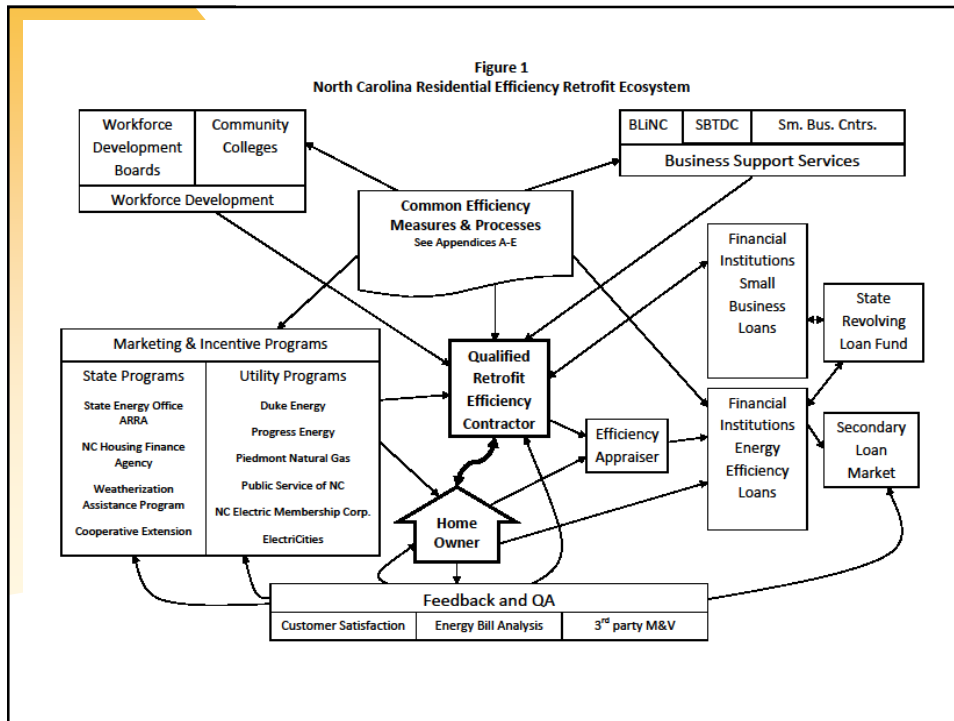 Figure 1
North Carolina Residential Efficiency Retrofit Ecosystem
Workforce
Development
Boards
Community
Colleges
Workforce Development
BLiNC
SBTDC
Sm. Bus. Cntrs.
Business Support Services
Common Efficiency
Measures & Processes
See Appendices A-E
Financial
Institutions
Small
Business
Loans
State
Revolving
Loan Fund
Marketing & Incentive Programs
State Programs
State Energy Office
ARRA
NC Housing Finance
Agency
Weatherization
Assistance Program
Cooperative Extension
Utility Programs
Duke Energy
Progress Energy
Piedmont Natural Gas
Public Service of NC
NC Electric Membership Corp.
ElectriCities
Qualified
Retrofit
Efficiency
Contractor
Efficiency
Appraiser
Financial
Institutions
Energy
Efficiency
Loans
Secondary
Loan
Market
Home
Owner
Feedback and QA
Customer Satisfaction
Energy Bill Analysis
3rd party M&V